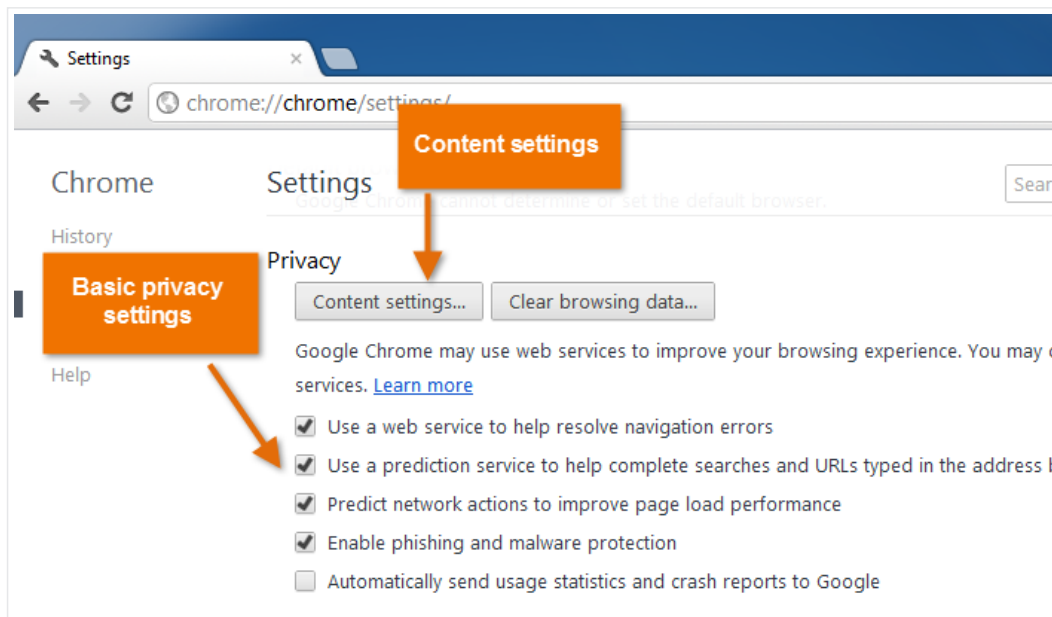 Settings
chrome://chrome/settings/
Content settings
Chrome
Settings
Sear
Google Chrome cannot determine or set the default browser.
History
Basic privacy
settings
Help
Privacy
Content settings...
Clear browsing data...
Google Chrome may use web services to improve your browsing experience. You may
services. Learn more
Use a web service to help resolve navigation errors
Use a prediction service to help complete searches and URLs typed in the address b
Predict network actions to improve page load performance
Enable phishing and malware protection
Automatically send usage statistics and crash reports to Google